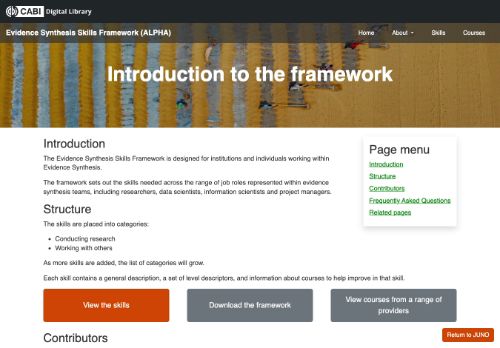 CABI Digital Library
Evidence Synthesis Skills Framework (ALPHA)
Home
About
Skills
Courses
Introduction to the framework
Introduction
The Evidence Synthesis Skills Framework is designed for institutions and individuals working within
Evidence Synthesis.
The framework sets out the skills needed across the range of job roles represented within evidence
synthesis teams, including researchers, data scientists, information scientists and project managers.
Structure
The skills are placed into categories:
• Conducting research
• Working with others
As more skills are added, the list of categories will grow.
Each skill contains a general description, a set of level descriptors, and information about courses to help improve in that skill.
View the skills
Download the framework
View courses from a range of
providers
Contributors
Page menu
Introduction
Structure
Contributors
Frequently Asked Questions
Related pages
Return to JUNO